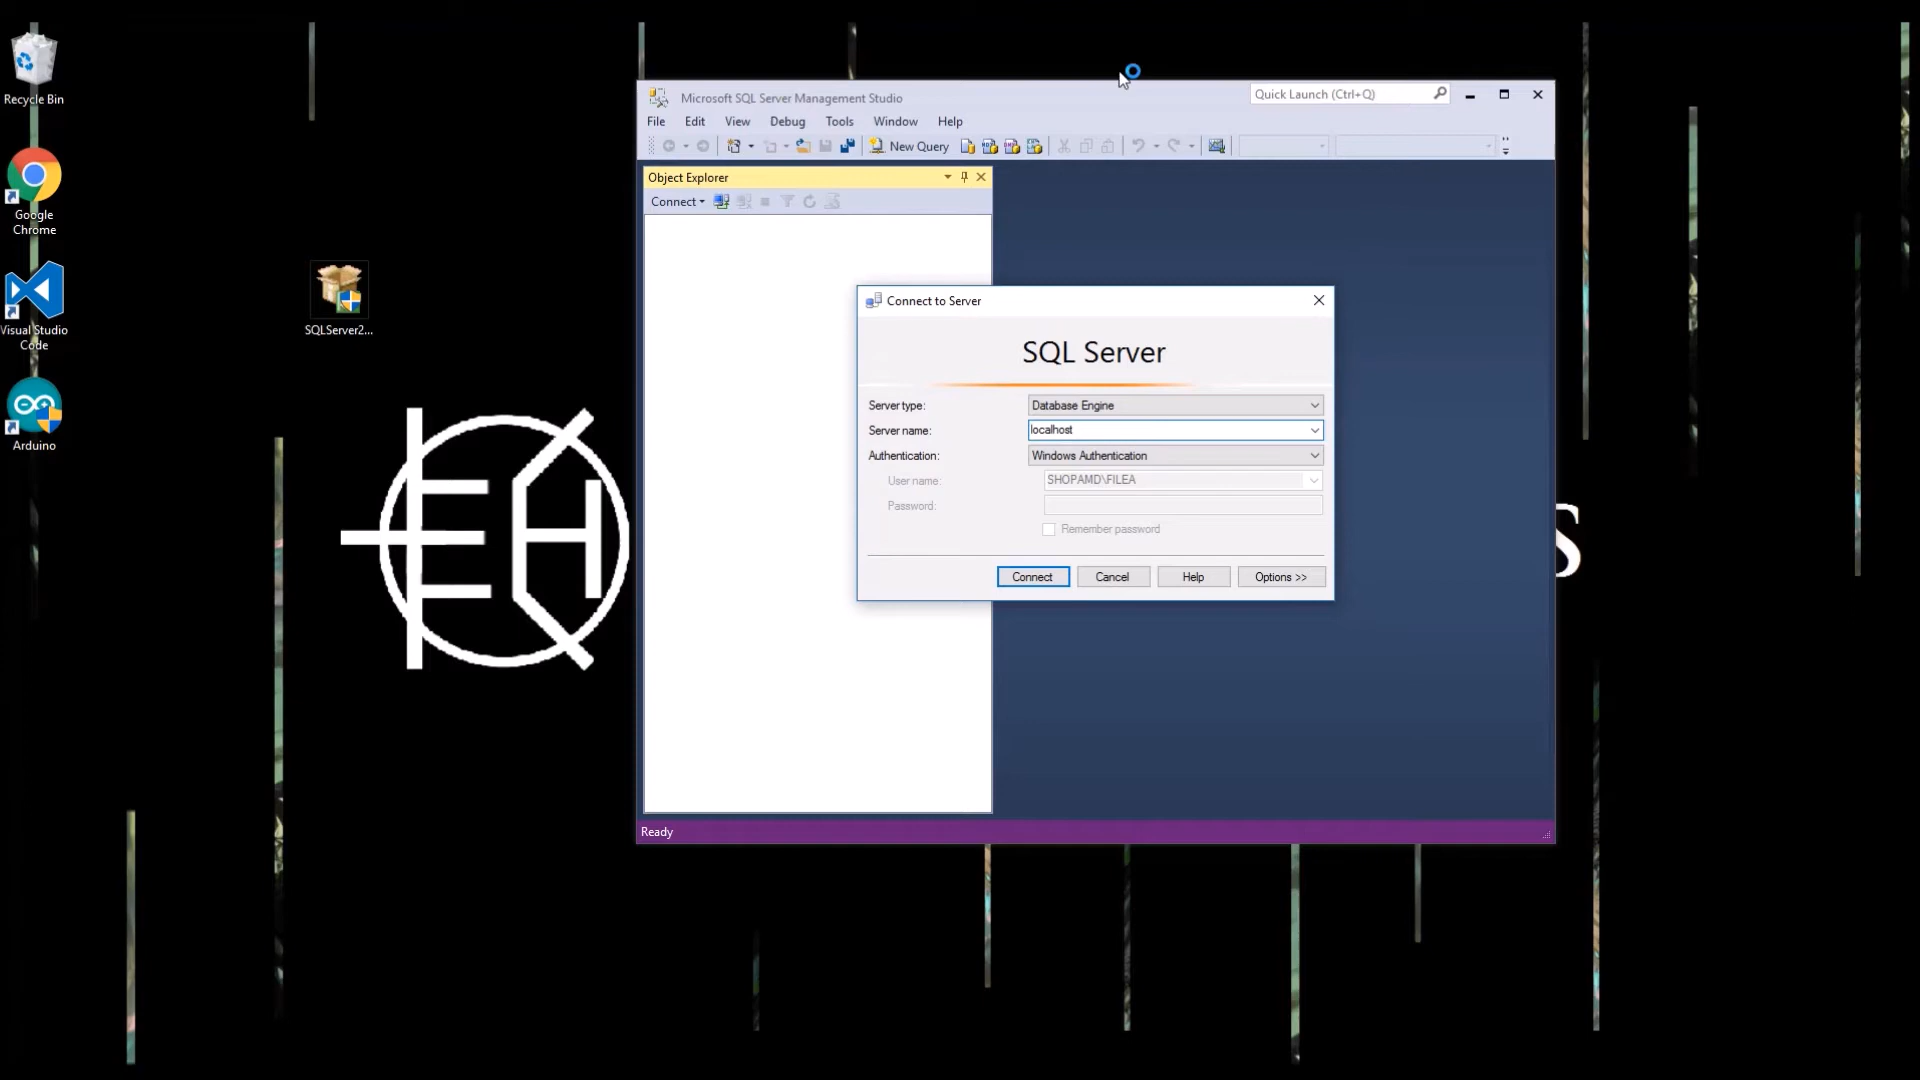 Recycle Bin
Google
Chrome
Visual Studio
Code
Arduino
SQLServer2...
Microsoft SQL Server Management Studio
Quick Launch (Ctrl+Q)
File Edit View Debug Tools Window Help
New Query
Object Explorer
Connect
Connect to Server
SQL Server
Server type: Database Engine
Server name: localhost
Authentication: Windows Authentication
User name: SHOPAMD\FILEA
Password:
Remember password
Connect Cancel Help Options >>
Ready